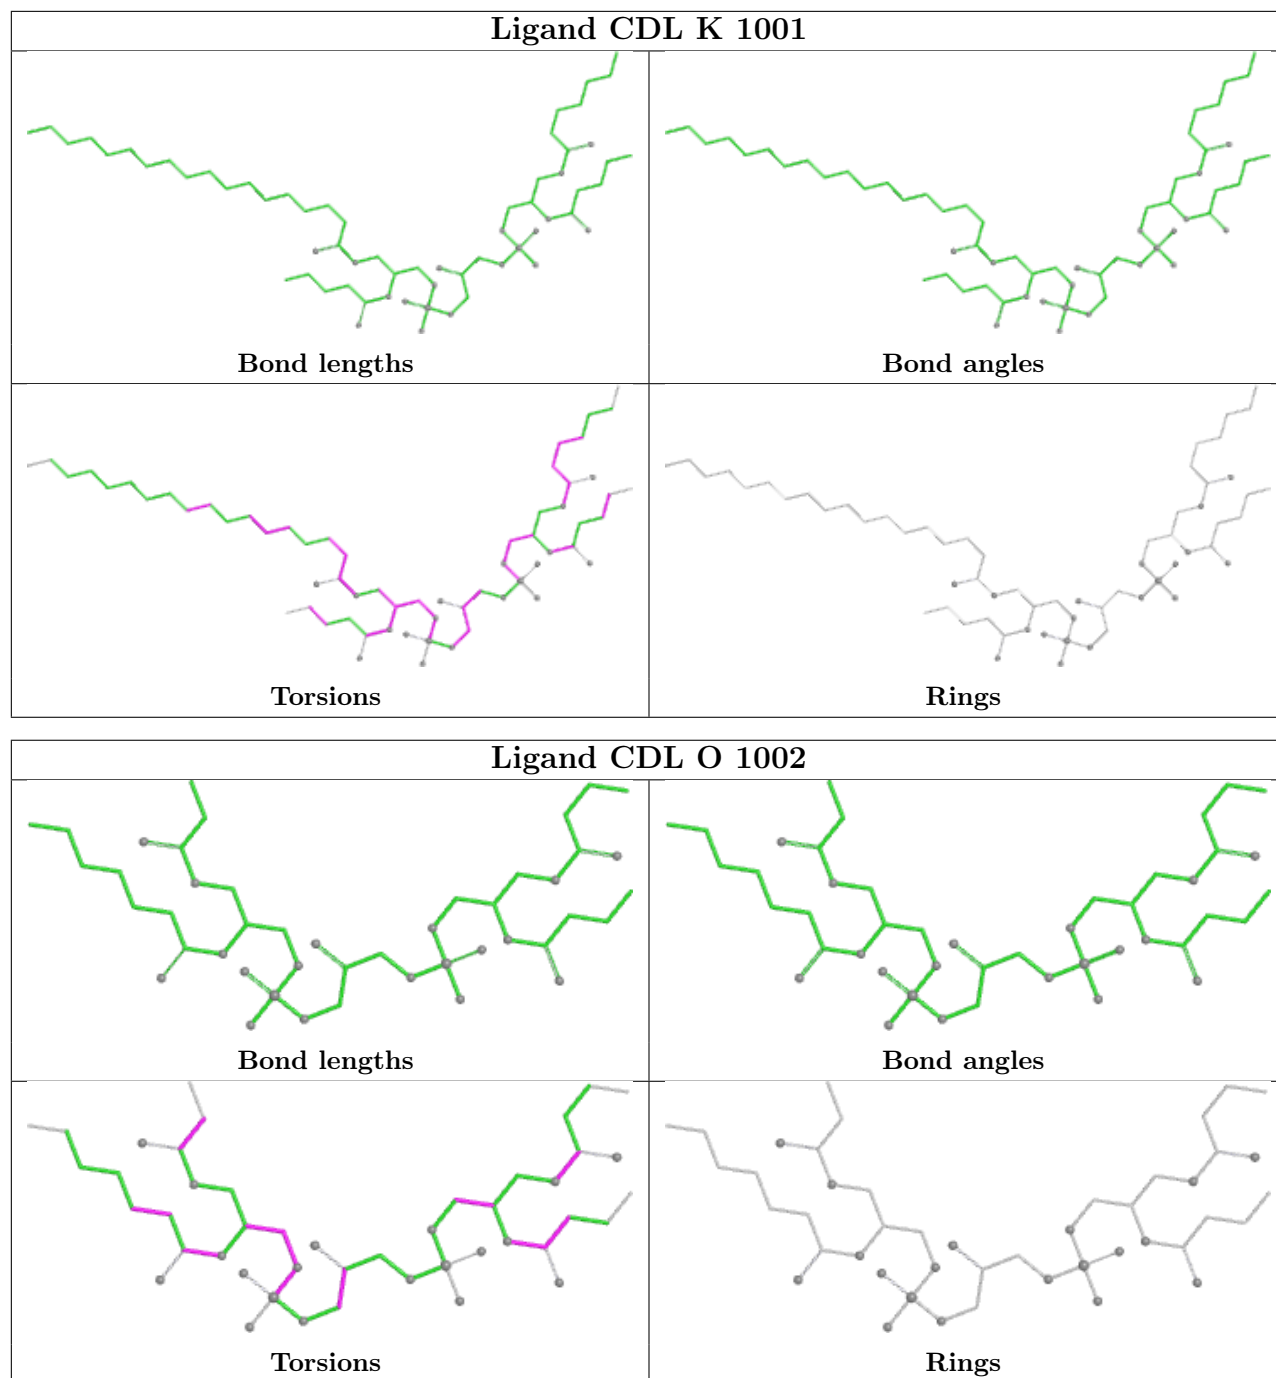 Ligand CDL K 1001
Bond lengths
Bond angles
Torsions
Rings
Ligand CDL O 1002
Bond lengths
Bond angles
Torsions
Rings